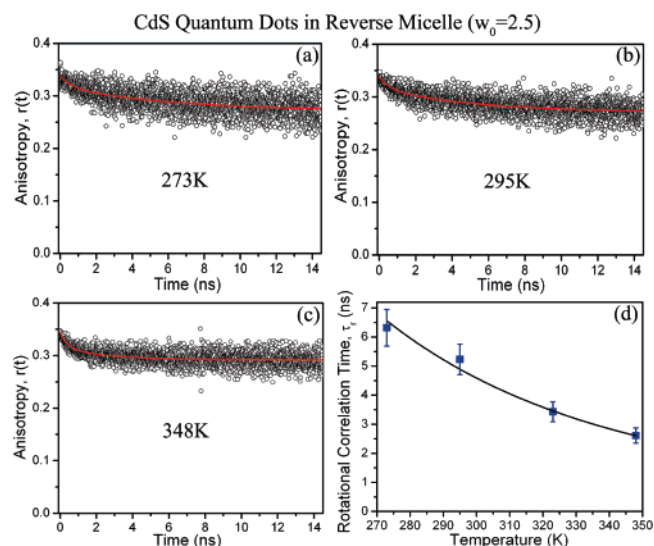 CdS Quantum Dots in Reverse Micelle (w₀=2.5)
(a)
Anisotropy, r(t)
0.4
0.3
0.2
0.1
0.0
273K
0 2 4 6 8 10 12 14
Time (ns)
(b)
Anisotropy, r(t)
0.4
0.3
0.2
0.1
0.0
295K
0 2 4 6 8 10 12 14
Time (ns)
(c)
Anisotropy, r(t)
0.4
0.3
0.2
0.1
0.0
348K
0 2 4 6 8 10 12 14
Time (ns)
(d)
Rotational Correlation Time, τᵣ (ns)
7
6
5
4
3
2
1
0
270 280 290 300 310 320 330 340 350
Temperature (K)